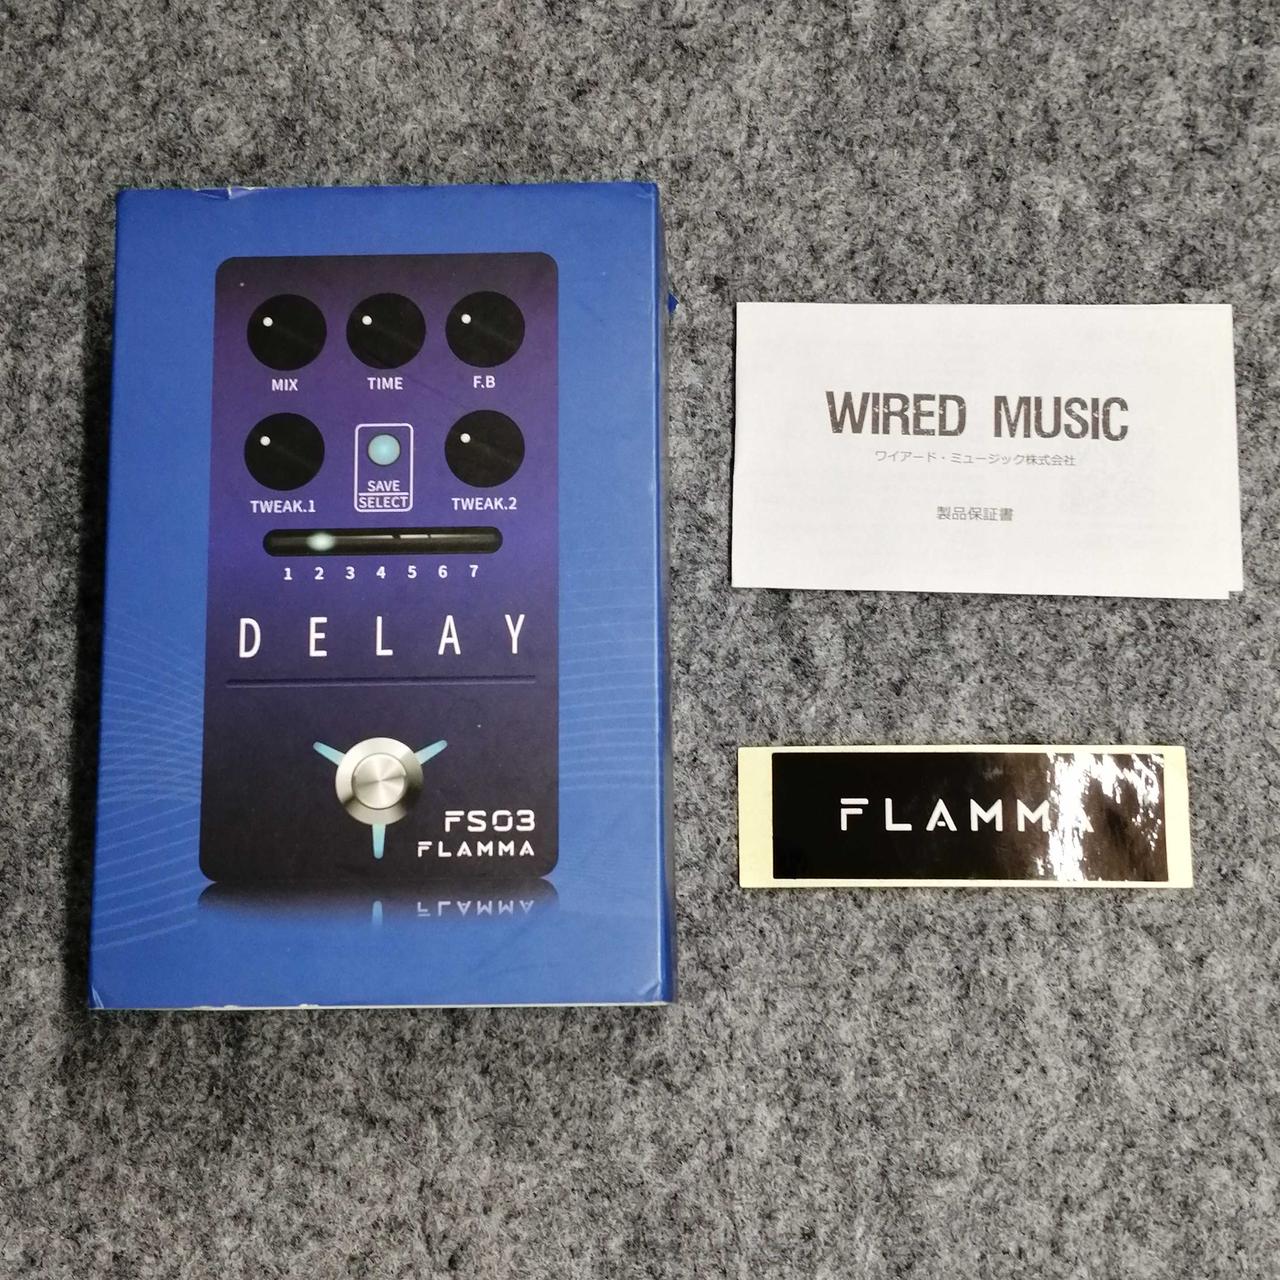 MIX TIME F.B
TWEAK.1 SAVE TWEAK.2
SELECT
1 2 3 4 5 6 7
DELAY
FS03
FLAMMA
FLAMMA
WIRED MUSIC
ワイアード・ミュージック株式会社
製品保証書
FLAMMA